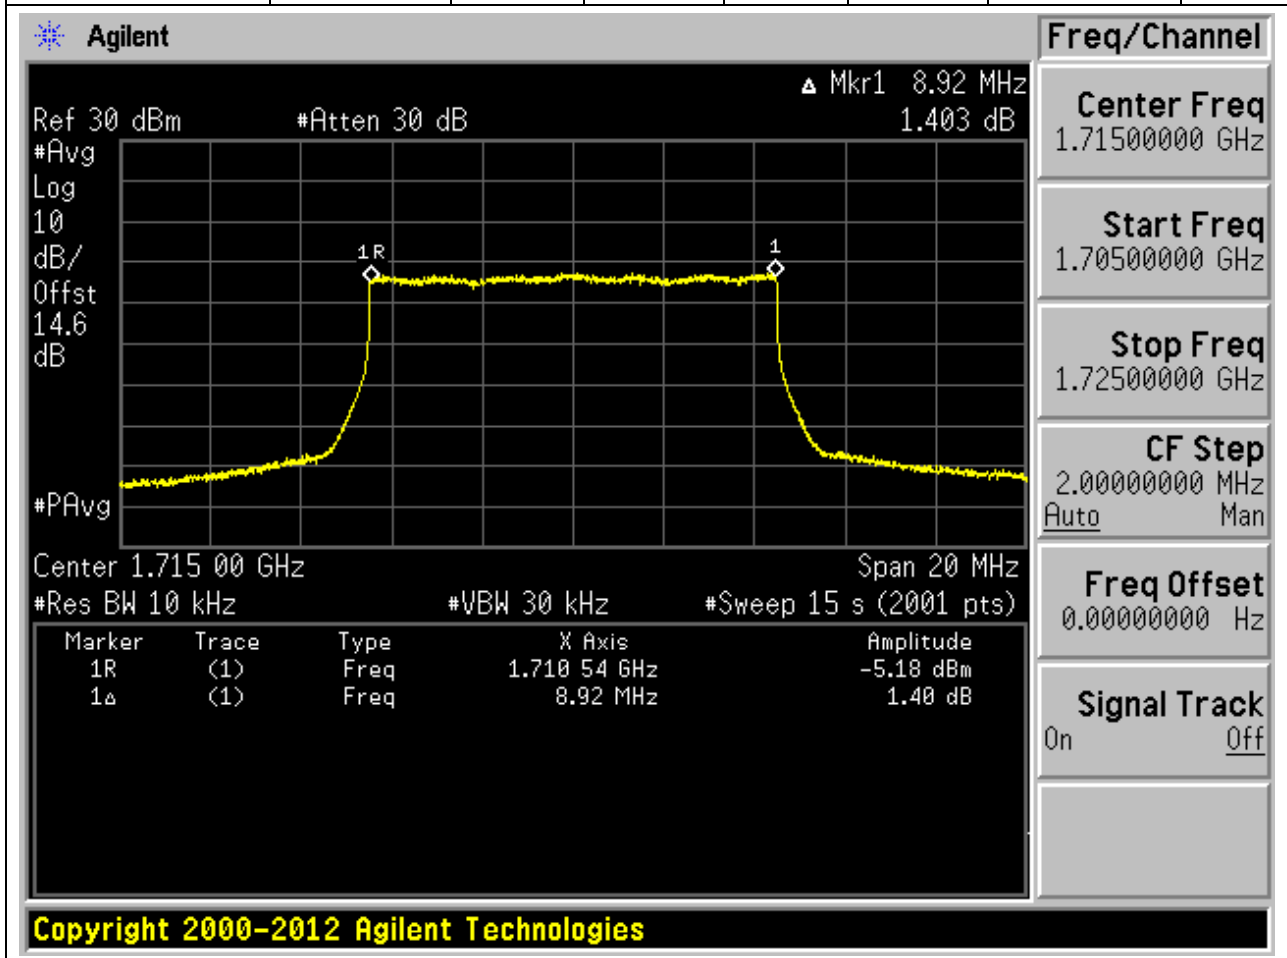 Agilent
Freq/Channel
Δ Mkr1 8.92 MHz
Ref 30 dBm #Atten 30 dB 1.403 dB
#Avg
Log
10
dB/
Offst
14.6
dB
1R
1
#PAvg
Center 1.715 00 GHz Span 20 MHz
#Res BW 10 kHz #VBW 30 kHz #Sweep 15 s (2001 pts)
Marker Trace Type X Axis Amplitude
1R (1) Freq 1.710 54 GHz -5.18 dBm
1Δ (1) Freq 8.92 MHz 1.40 dB
Center Freq
1.71500000 GHz
Start Freq
1.70500000 GHz
Stop Freq
1.72500000 GHz
CF Step
2.00000000 MHz
Auto Man
Freq Offset
0.00000000 Hz
Signal Track
On Off
Copyright 2000-2012 Agilent Technologies